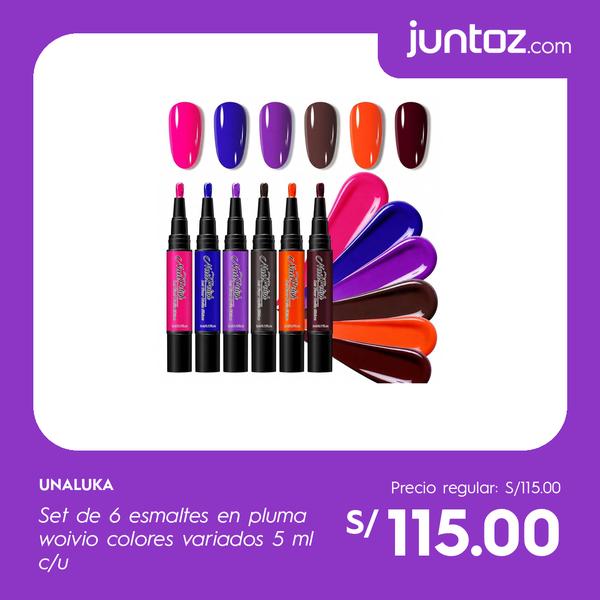 juntoz.com
UNALUKA
Set de 6 esmaltes en pluma
woivio colores variados 5 ml
c/u
Precio regular: S/115.00
S/ 115.00